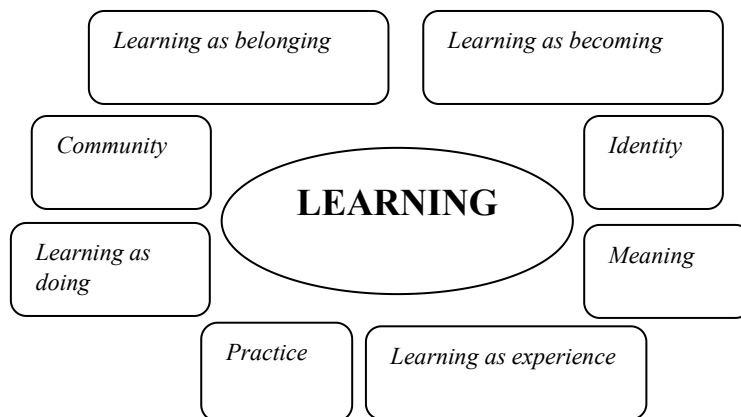 Learning as belonging
Learning as becoming
Community
Identity
LEARNING
Learning as
doing
Meaning
Practice
Learning as experience